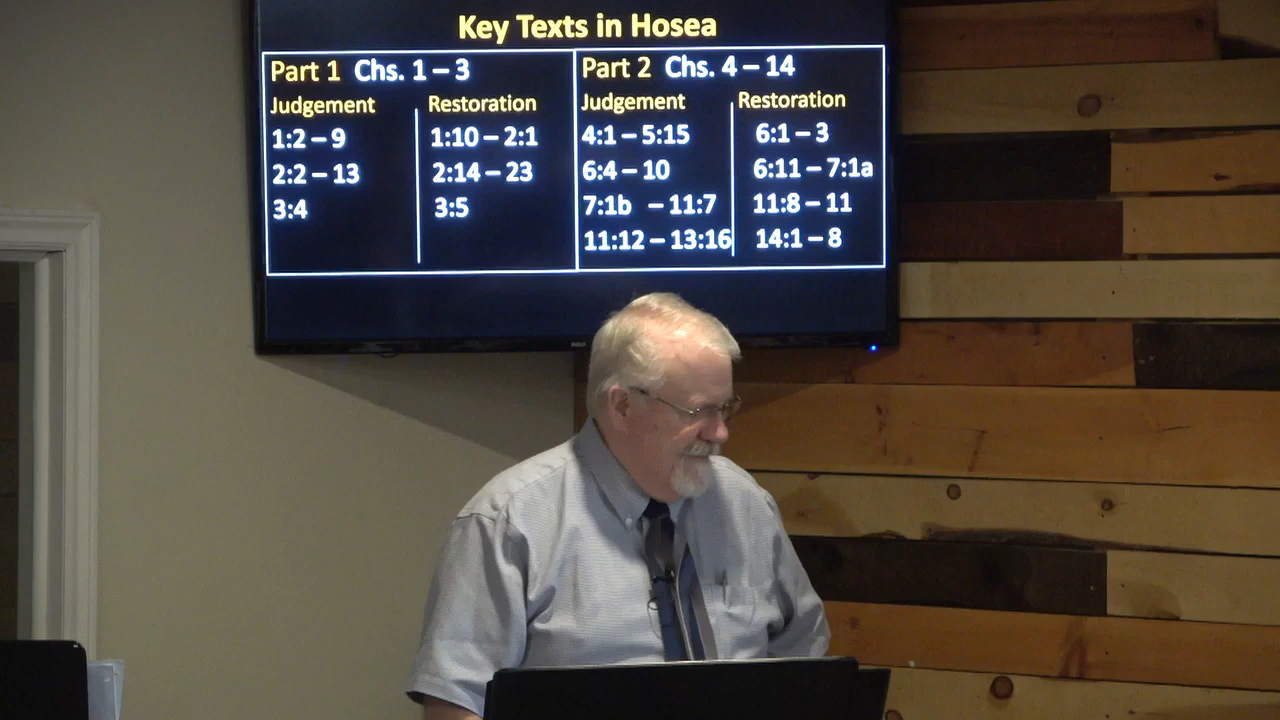 Key Texts in Hosea
Part 1 Chs. 1 – 3
Judgement Restoration
1:2 – 9 1:10 – 2:1
2:2 – 13 2:14 – 23
3:4 3:5
Part 2 Chs. 4 – 14
Judgement Restoration
4:1 – 5:15 6:1 – 3
6:4 – 10 6:11 – 7:1a
7:1b – 11:7 11:8 – 11
11:12 – 13:16 14:1 – 8
RCA